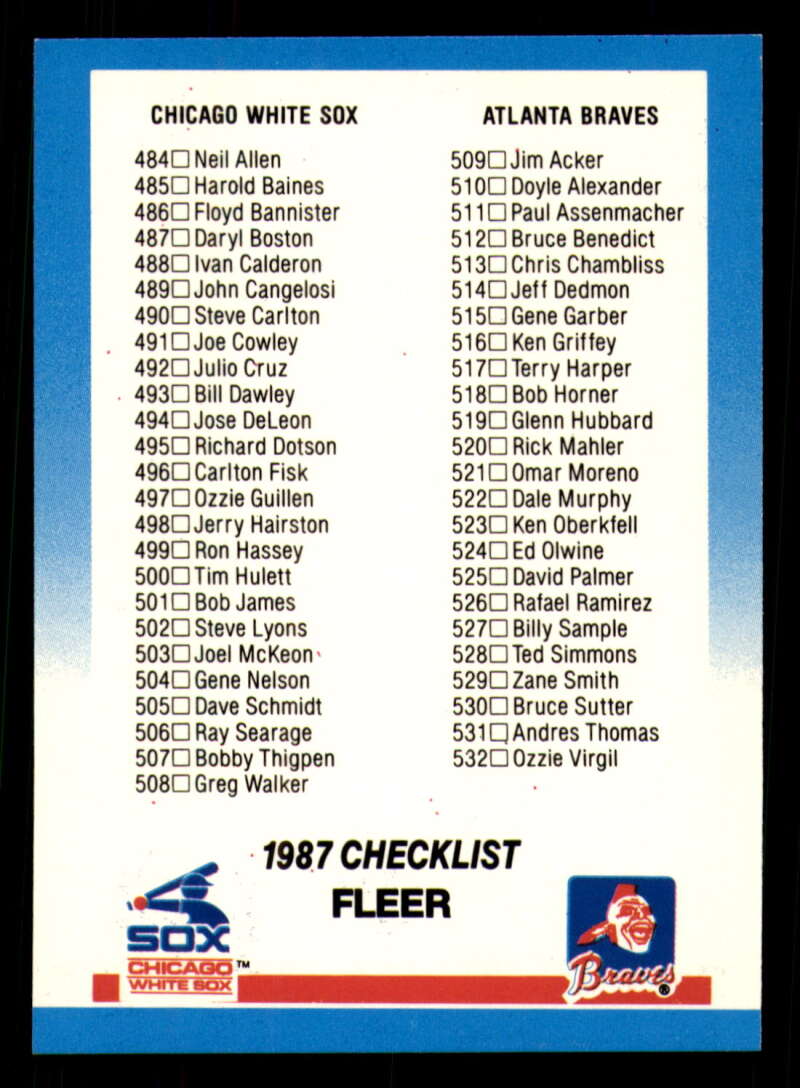 CHICAGO WHITE SOX
484☐ Neil Allen
485☐ Harold Baines
486☐ Floyd Bannister
487☐ Daryl Boston
488☐ Ivan Calderon
489☐ John Cangelosi
490☐ Steve Carlton
491☐ Joe Cowley
492☐ Julio Cruz
493☐ Bill Dawley
494☐ Jose DeLeon
495☐ Richard Dotson
496☐ Carlton Fisk
497☐ Ozzie Guillen
498☐ Jerry Hairston
499☐ Ron Hassey
500☐ Tim Hulett
501☐ Bob James
502☐ Steve Lyons
503☐ Joel McKeon
504☐ Gene Nelson
505☐ Dave Schmidt
506☐ Ray Searage
507☐ Bobby Thigpen
508☐ Greg Walker
ATLANTA BRAVES
509☐ Jim Acker
510☐ Doyle Alexander
511☐ Paul Assenmacher
512☐ Bruce Benedict
513☐ Chris Chambliss
514☐ Jeff Dedmon
515☐ Gene Garber
516☐ Ken Griffey
517☐ Terry Harper
518☐ Bob Horner
519☐ Glenn Hubbard
520☐ Rick Mahler
521☐ Omar Moreno
522☐ Dale Murphy
523☐ Ken Oberkfell
524☐ Ed Olwine
525☐ David Palmer
526☐ Rafael Ramirez
527☐ Billy Sample
528☐ Ted Simmons
529☐ Zane Smith
530☐ Bruce Sutter
531☐ Andres Thomas
532☐ Ozzie Virgil
1987 CHECKLIST
FLEER
SOX
CHICAGO™
WHITE SOX
Braves®